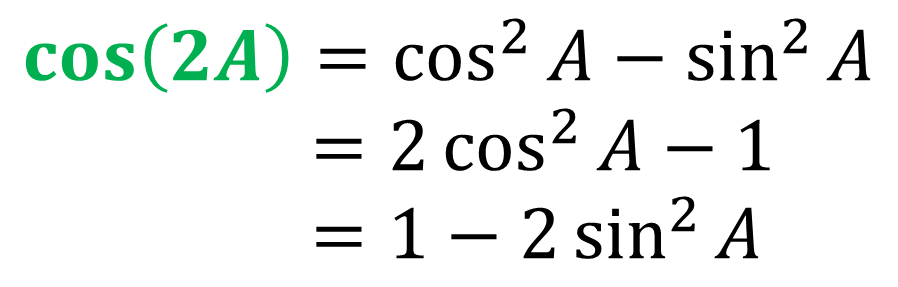 cos(2A) = cos² A − sin² A
= 2 cos² A − 1
= 1 − 2 sin² A